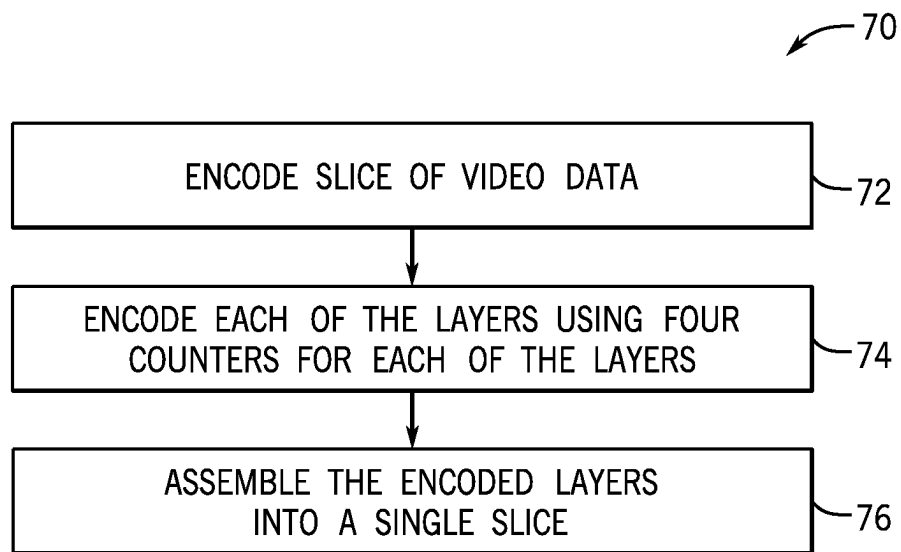 70
ENCODE SLICE OF VIDEO DATA
72
ENCODE EACH OF THE LAYERS USING FOUR
COUNTERS FOR EACH OF THE LAYERS
74
ASSEMBLE THE ENCODED LAYERS
INTO A SINGLE SLICE
76